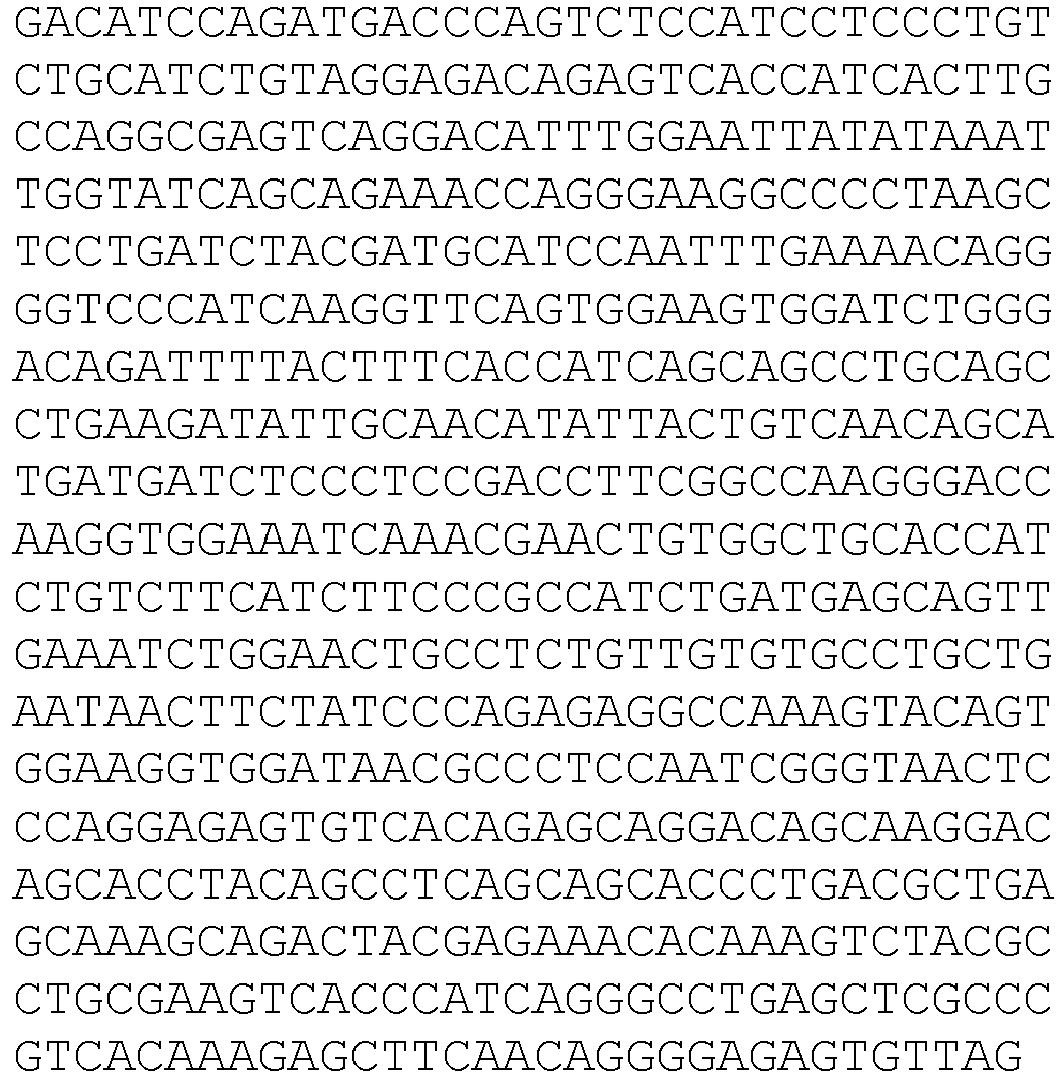 GACATCCAGATGACCCAGTCTCCATCCTCCCTGT
CTGCATCTGTAGGAGACAGAGTCACCATCACTTG
CCAGGCGAGTCAGGACATTTGGAATTATATAAAT
TGGTATCAGCAGAAACCAGGGAAGGCCCCTAAGC
TCCTGATCTACGATGCATCCAATTTGAAAACAGG
GGTCCCATCAAGGTTCAGTGGAAGTGGATCTGGG
ACAGATTTTACTTTCACCATCAGCAGCCTGCAGC
CTGAAGATATTGCAACATATTACTGTCAACAGCA
TGATGATCTCCCTCCGACCTTCGGCCAAGGGACC
AAGGTGGAAATCAAACGAACTGTGGCTGCACCAT
CTGTCTTCATCTTCCCGCCATCTGATGAGCAGTT
GAAATCTGGAACTGCCTCTGTTGTGTGCCTGCTG
AATAACTTCTATCCCAGAGAGGCCAAAGTACAGT
GGAAGGTGGATAACGCCCTCCAATCGGGTAACTC
CCAGGAGAGTGTCACAGAGCAGGACAGCAAGGAC
AGCACCTACAGCCTCAGCAGCACCCTGACGCTGA
GCAAAGCAGACTACGAGAAACACAAAGTCTACGC
CTGCGAAGTCACCCATCAGGGCCTGAGCTCGCCC
GTCACAAAGAGCTTCAACAGGGGAGAGTGTTAG